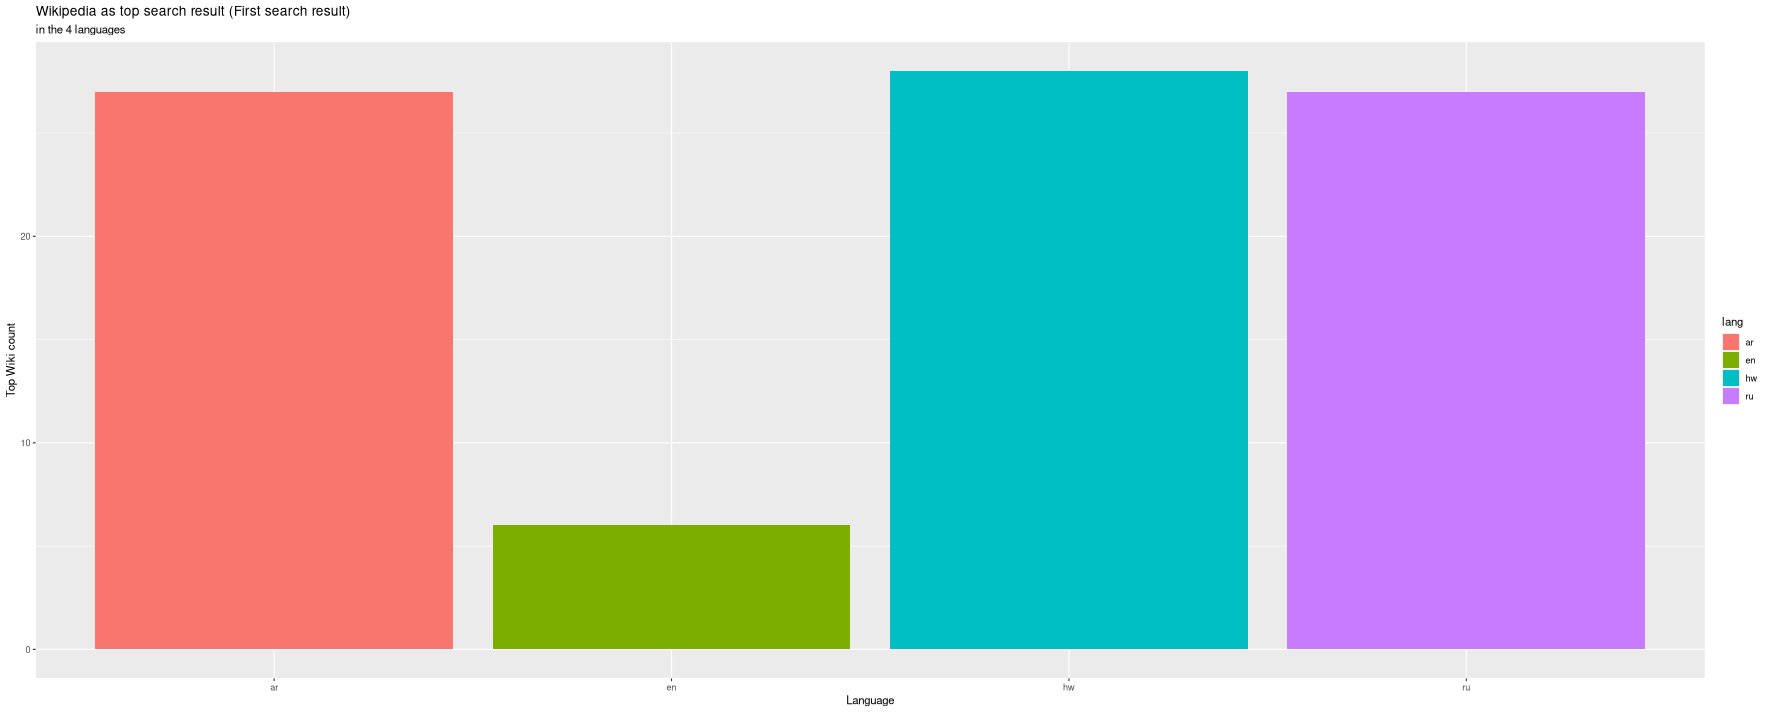 Wikipedia as top search result (First search result)
in the 4 languages
Top Wiki count
20
10
0
ar
en
hw
ru
Language
lang
ar
en
hw
ru